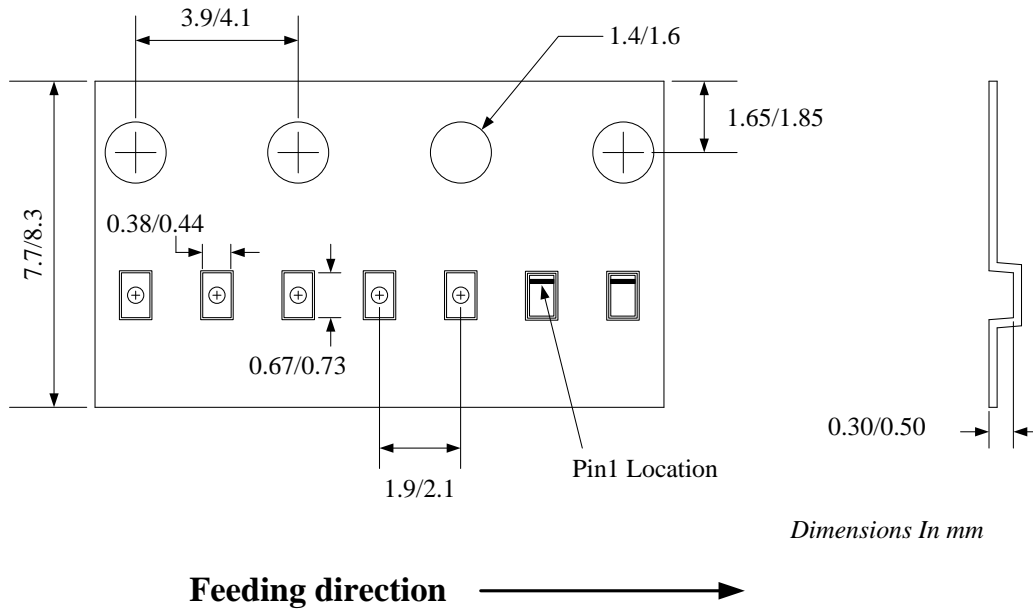 3.9/4.1
1.4/1.6
1.65/1.85
7.7/8.3
0.38/0.44
0.67/0.73
0.30/0.50
Pin1 Location
1.9/2.1
Dimensions In mm
Feeding direction